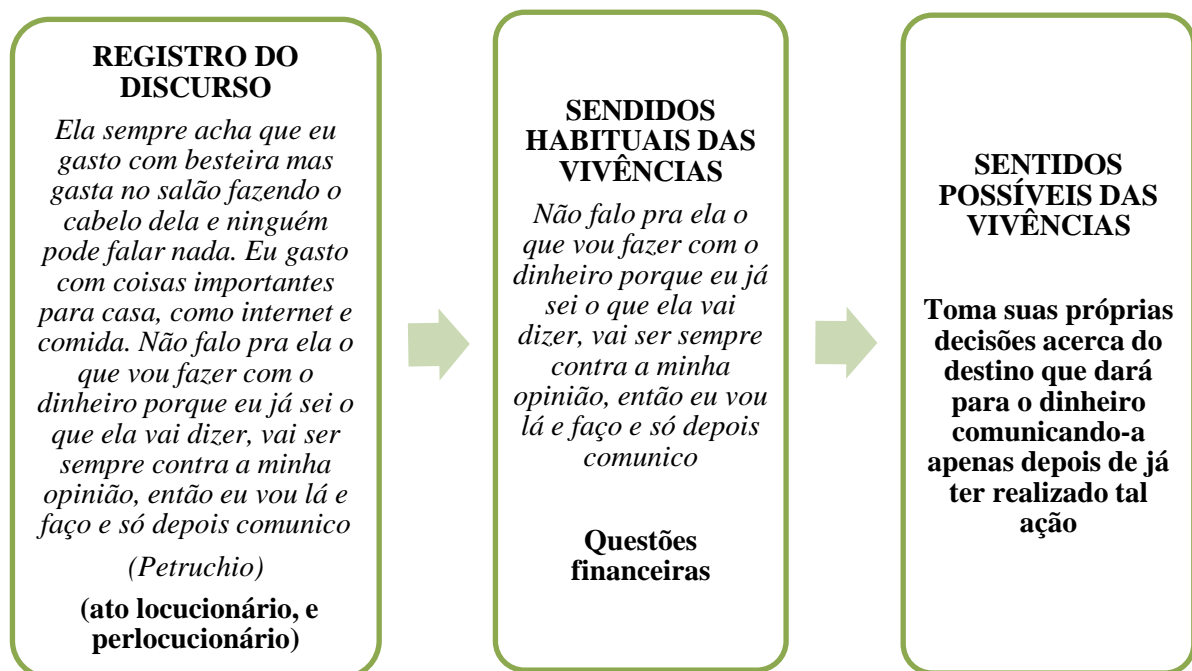 REGISTRO DO
DISCURSO
Ela sempre acha que eu
gasto com besteira mas
gasta no salão fazendo o
cabelo dela e ninguém
pode falar nada. Eu gasto
com coisas importantes
para casa, como internet e
comida. Não falo pra ela o
que vou fazer com o
dinheiro porque eu já sei o
que ela vai dizer, vai ser
sempre contra a minha
opinião, então eu vou lá e
faço e só depois comunico
(Petruchio)
(ato locucionário, e
perlocucionário)
SENDIDOS
HABITUAIS DAS
VIVÊNCIAS
Não falo pra ela o
que vou fazer com o
dinheiro porque eu já
sei o que ela vai
dizer, vai ser sempre
contra a minha
opinião, então eu vou
lá e faço e só depois
comunico
Questões
financeiras
SENTIDOS
POSSÍVEIS DAS
VIVÊNCIAS
Toma suas próprias
decisões acerca do
destino que dará
para o dinheiro
comunicando-a
apenas depois de já
ter realizado tal
ação